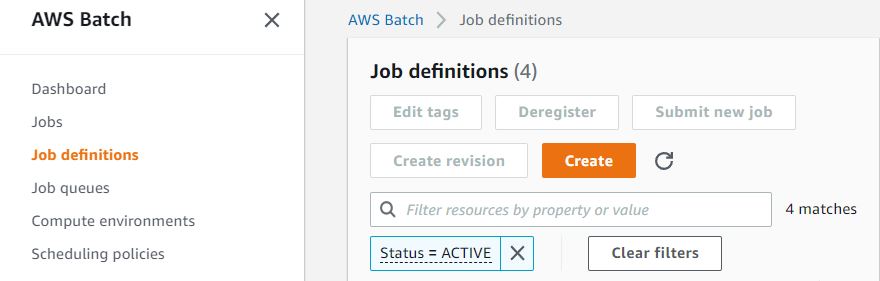 AWS Batch
Dashboard
Jobs
Job definitions
Job queues
Compute environments
Scheduling policies
AWS Batch > Job definitions
Job definitions (4)
Edit tags Deregister Submit new job
Create revision Create
Filter resources by property or value 4 matches
Status = ACTIVE Clear filters